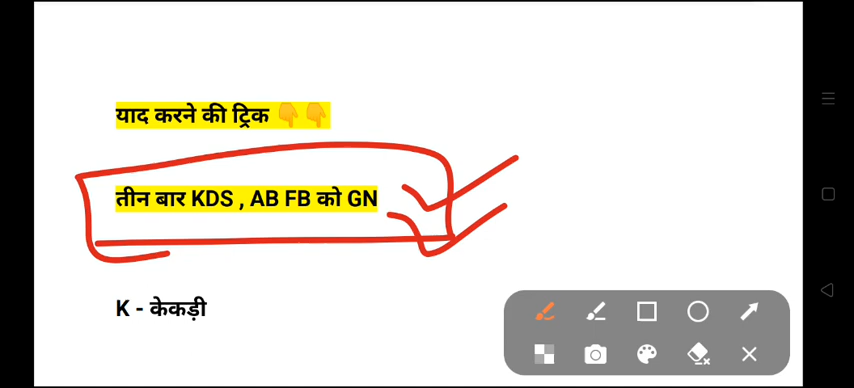 याद करने की ट्रिक 👇👇
तीन बार KDS , AB FB को GN
K - केकड़ी